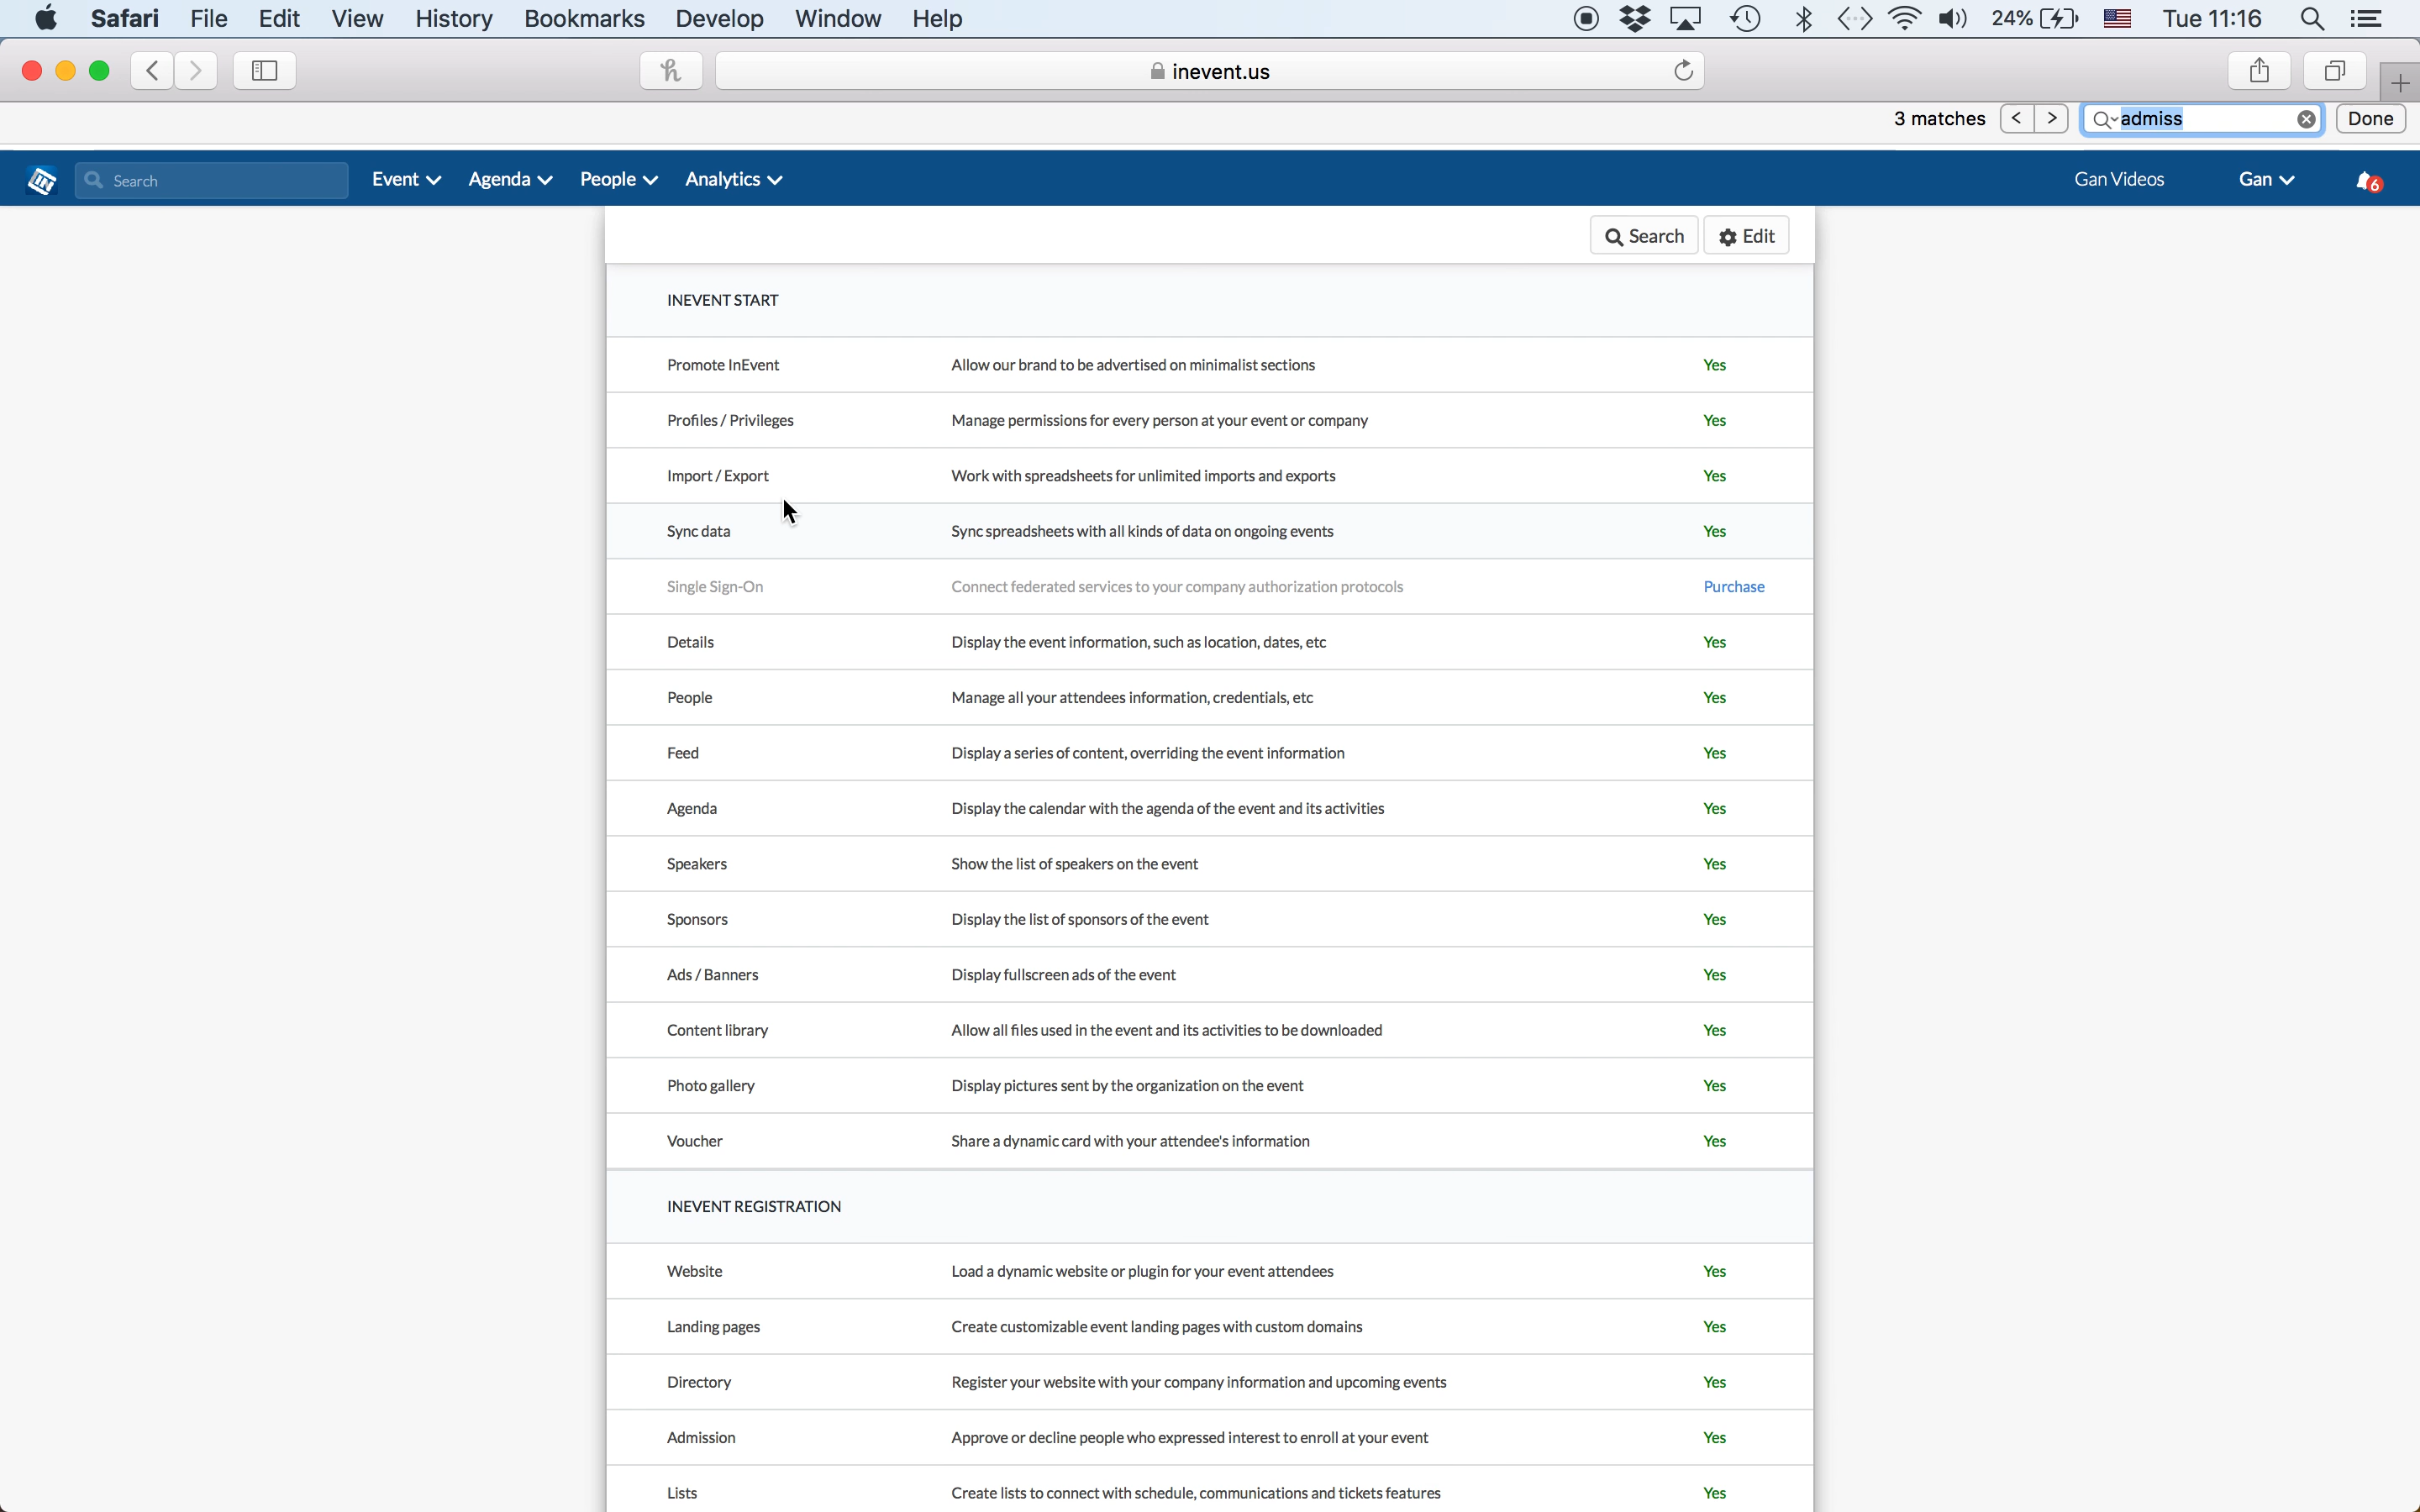 Safari File Edit View History Bookmarks Develop Window Help 24% Tue 11:16
inevent.us
3 matches < > admiss Done
IN Search Event Agenda People Analytics Gan Videos Gan 6
Search Edit
INEVENT START
Promote InEvent Allow our brand to be advertised on minimalist sections Yes
Profiles / Privileges Manage permissions for every person at your event or company Yes
Import / Export Work with spreadsheets for unlimited imports and exports Yes
Sync data Sync spreadsheets with all kinds of data on ongoing events Yes
Single Sign-On Connect federated services to your company authorization protocols Purchase
Details Display the event information, such as location, dates, etc Yes
People Manage all your attendees information, credentials, etc Yes
Feed Display a series of content, overriding the event information Yes
Agenda Display the calendar with the agenda of the event and its activities Yes
Speakers Show the list of speakers on the event Yes
Sponsors Display the list of sponsors of the event Yes
Ads / Banners Display fullscreen ads of the event Yes
Content library Allow all files used in the event and its activities to be downloaded Yes
Photo gallery Display pictures sent by the organization on the event Yes
Voucher Share a dynamic card with your attendee's information Yes
INEVENT REGISTRATION
Website Load a dynamic website or plugin for your event attendees Yes
Landing pages Create customizable event landing pages with custom domains Yes
Directory Register your website with your company information and upcoming events Yes
Admission Approve or decline people who expressed interest to enroll at your event Yes
Lists Create lists to connect with schedule, communications and tickets features Yes